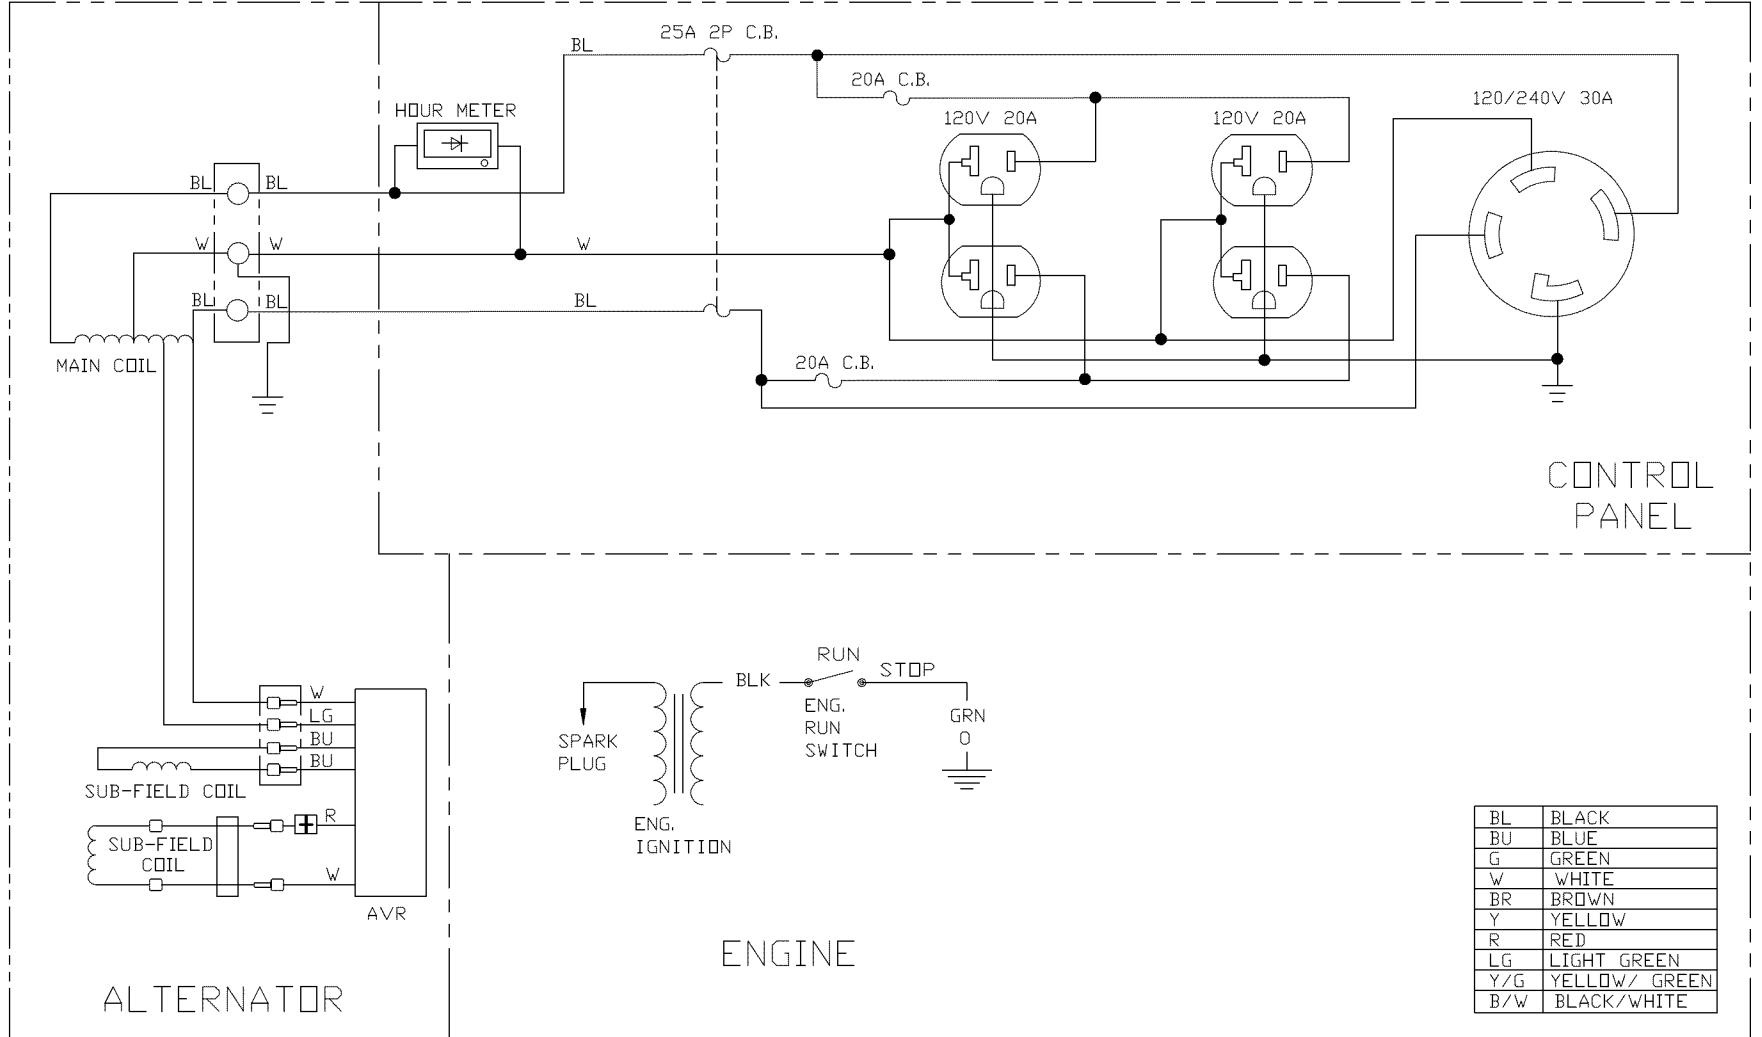 25A 2P C.B.
BL
20A C.B.
HOUR METER
120V 20A
120V 20A
120/240V 30A
BL
BL
W
W
W
BL
BL
BL
MAIN COIL
20A C.B.
CONTROL
PANEL
RUN
STOP
BLK
ENG.
RUN
SWITCH
GRN
O
SPARK
PLUG
ENG.
IGNITION
W
LG
BU
BU
SUB-FIELD COIL
R
SUB-FIELD
COIL
W
AVR
ENGINE
ALTERNATOR
BL BLACK
BU BLUE
G GREEN
W WHITE
BR BROWN
Y YELLOW
R RED
LG LIGHT GREEN
Y/G YELLOW/ GREEN
B/W BLACK/WHITE